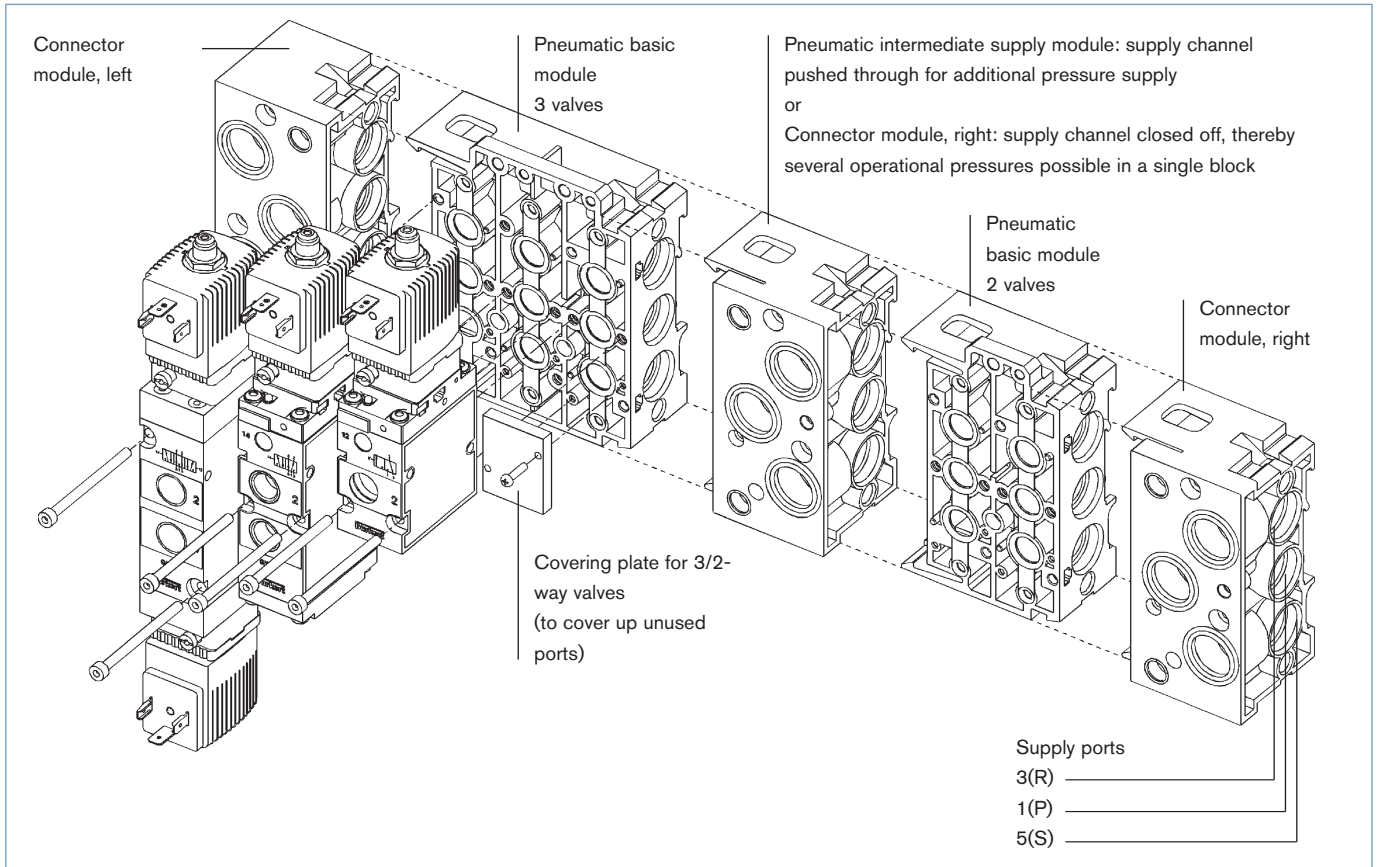 Connector
module, left
Pneumatic basic
module
3 valves
Pneumatic intermediate supply module: supply channel
pushed through for additional pressure supply
or
Connector module, right: supply channel closed off, thereby
several operational pressures possible in a single block
Pneumatic
basic module
2 valves
Connector
module, right
14
12
2
2
2
Covering plate for 3/2-
way valves
(to cover up unused
ports)
Supply ports
3(R)
1(P)
5(S)